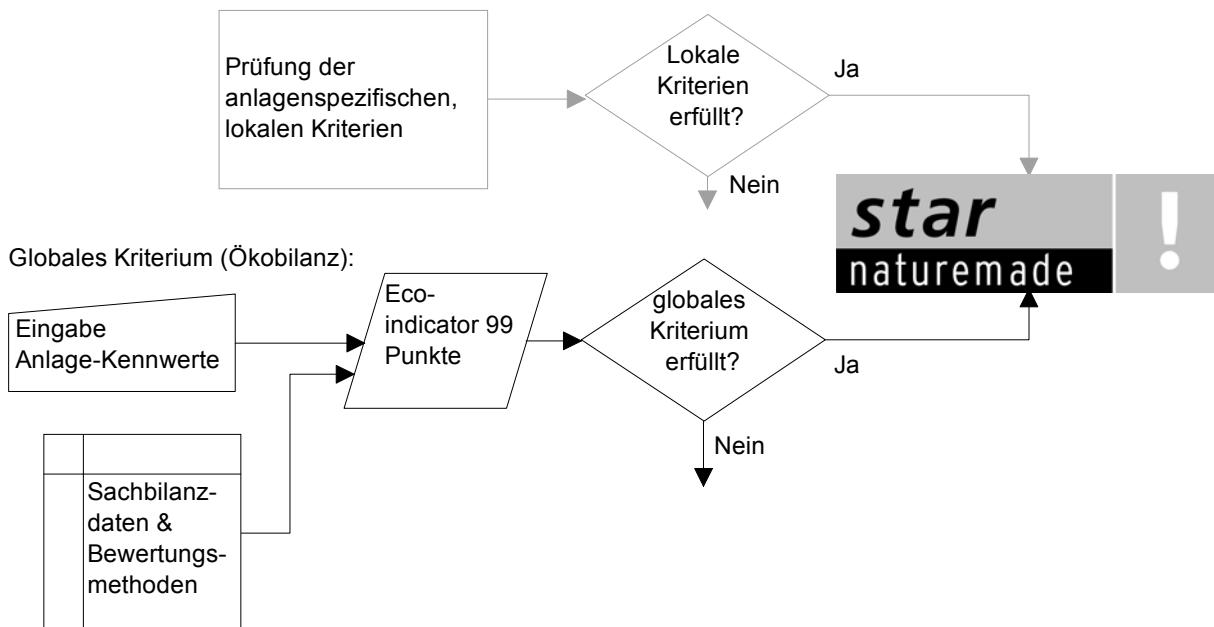 Prüfung der
anlagenspezifischen,
lokalen Kriterien
Lokale
Kriterien
erfüllt?
Ja
Nein
star
naturemade
!
Globales Kriterium (Ökobilanz):
Eingabe
Anlage-Kennwerte
Eco-
indicator 99
Punkte
globales
Kriterium
erfüllt?
Ja
Nein
Sachbilanz-
daten &
Bewertungs-
methoden